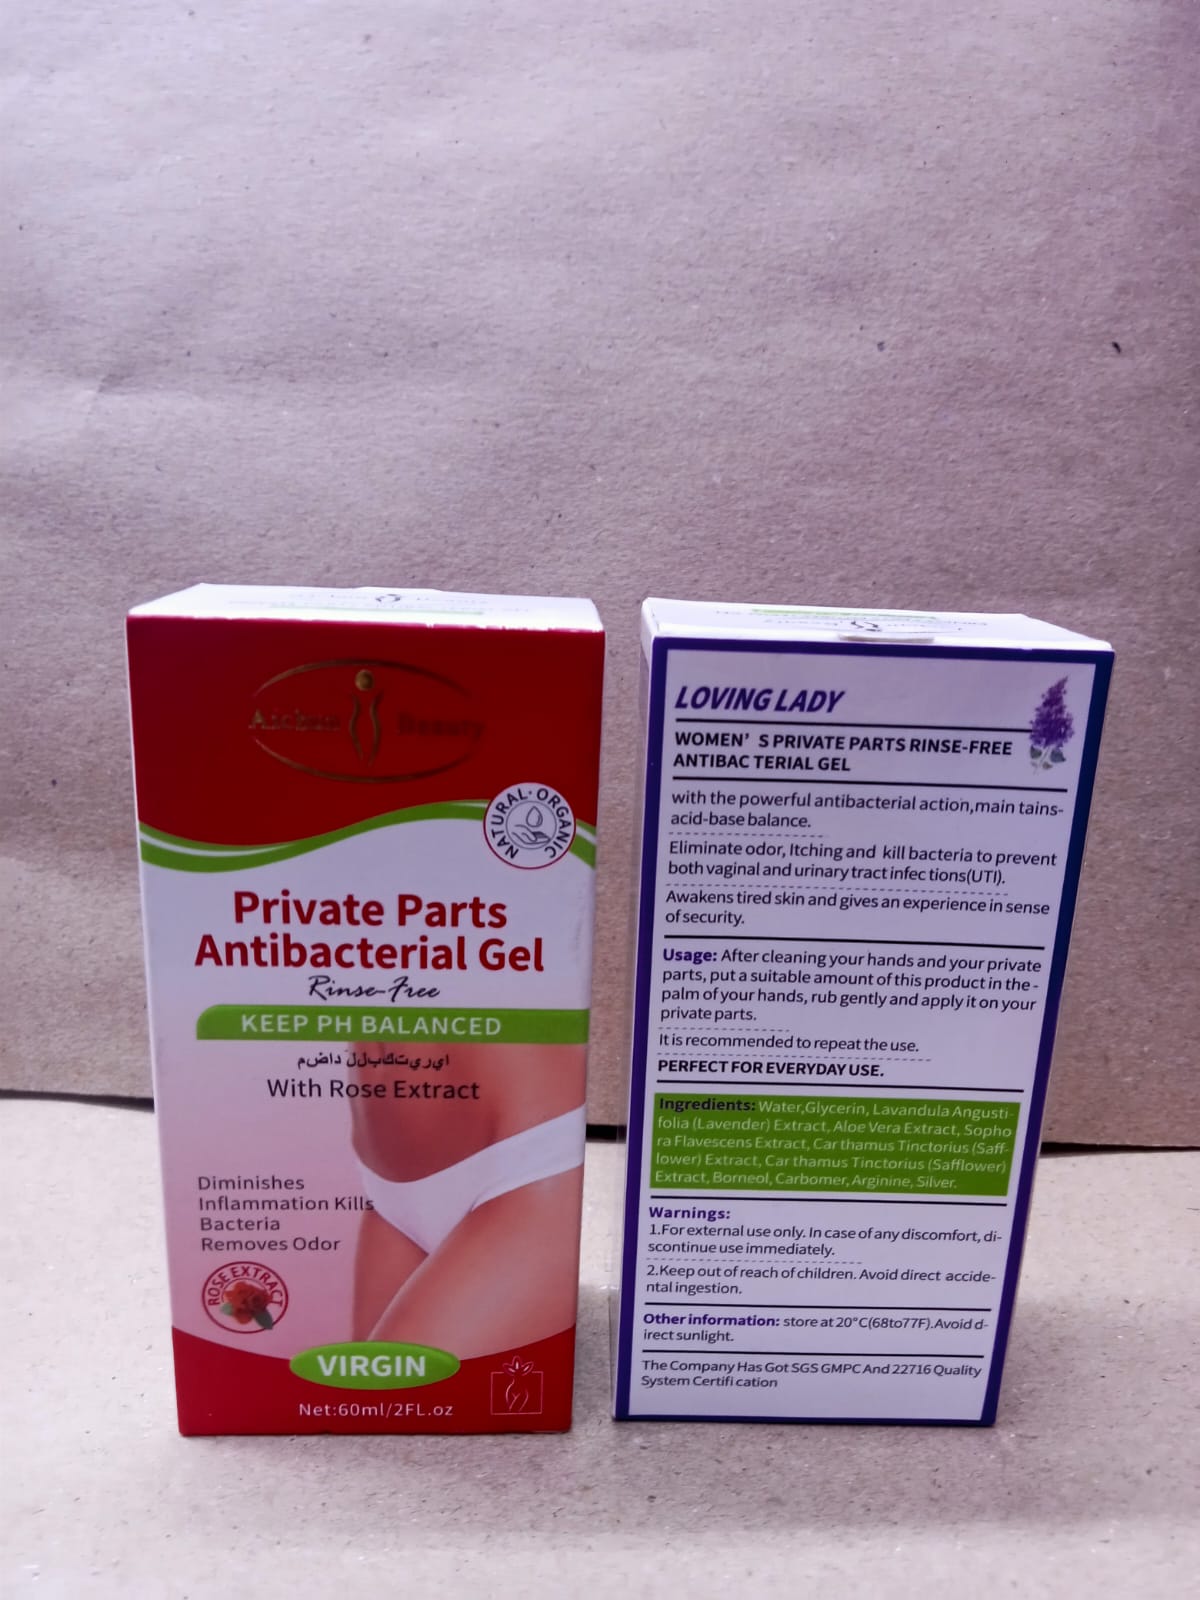 Aichun Beauty
NATURAL·ORGANIC
Private Parts
Antibacterial Gel
Rinse-Free
KEEP PH BALANCED
ايريتكبلل داضم
With Rose Extract
Diminishes
Inflammation Kills
Bacteria
Removes Odor
ROSE EXTRACT
VIRGIN
Net:60ml/2FL.oz
LOVING LADY
WOMEN’ S PRIVATE PARTS RINSE-FREE
ANTIBAC TERIAL GEL
with the powerful antibacterial action,main tains-
acid-base balance.
Eliminate odor, Itching and kill bacteria to prevent
both vaginal and urinary tract infec tions(UTI).
Awakens tired skin and gives an experience in sense
of security.
Usage: After cleaning your hands and your private
parts, put a suitable amount of this product in the -
palm of your hands, rub gently and apply it on your
private parts.
It is recommended to repeat the use.
PERFECT FOR EVERYDAY USE.
Ingredients: Water,Glycerin, Lavandula Angusti-
folia (Lavender) Extract, Aloe Vera Extract, Sopho
ra Flavescens Extract, Car thamus Tinctorius (Saff-
lower) Extract, Car thamus Tinctorius (Safflower)
Extract, Borneol, Carbomer, Arginine, Silver.
Warnings:
1.For external use only. In case of any discomfort, di-
scontinue use immediately.
2.Keep out of reach of children. Avoid direct accide-
ntal ingestion.
Other information: store at 20°C(68to77F).Avoid d-
irect sunlight.
The Company Has Got SGS GMPC And 22716 Quality
System Certifi cation